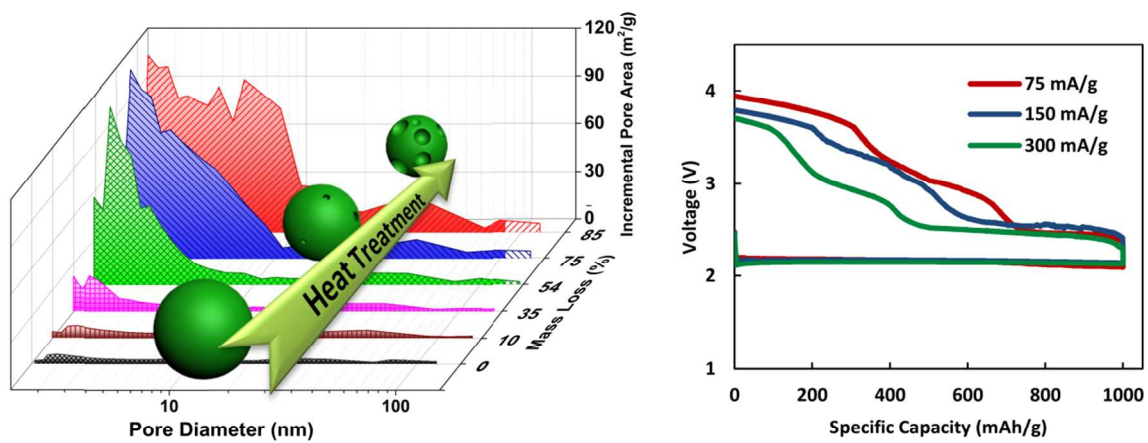 120
90
60
30
0
Incremental Pore Area (m²/g)
85
75
54
35
10
0
Mass Loss (%)
Heat Treatment
10
100
Pore Diameter (nm)
75 mA/g
150 mA/g
300 mA/g
4
3
2
1
Voltage (V)
0
200
400
600
800
1000
Specific Capacity (mAh/g)